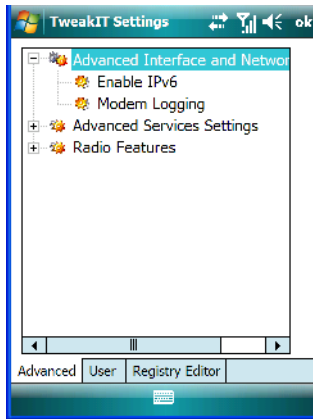 TweakIT Settings ok
Advanced Interface and Networ
Enable IPv6
Modem Logging
Advanced Services Settings
Radio Features
Advanced User Registry Editor